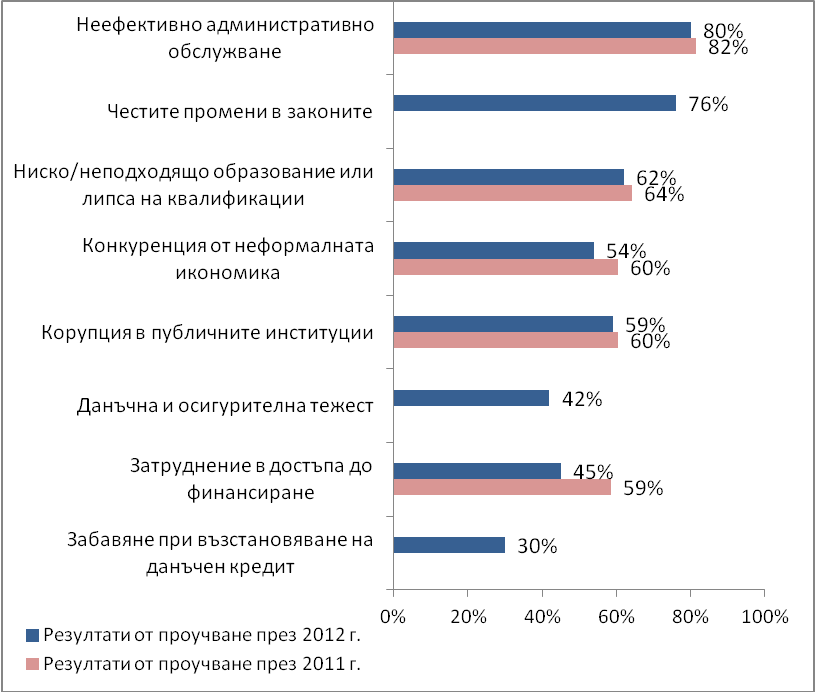 Неефективно административно
обслужване
80%
82%
Честите промени в законите
76%
Ниско/неподходящо образование или
липса на квалификации
62%
64%
Конкуренция от неформалната
икономика
54%
60%
Корупция в публичните институции
59%
60%
Данъчна и осигурителна тежест
42%
Затруднение в достъпа до
финансиране
45%
59%
Забавяне при възстановяване на
данъчен кредит
30%
0% 20% 40% 60% 80% 100%
Резултати от проучване през 2012 г.
Резултати от проучване през 2011 г.